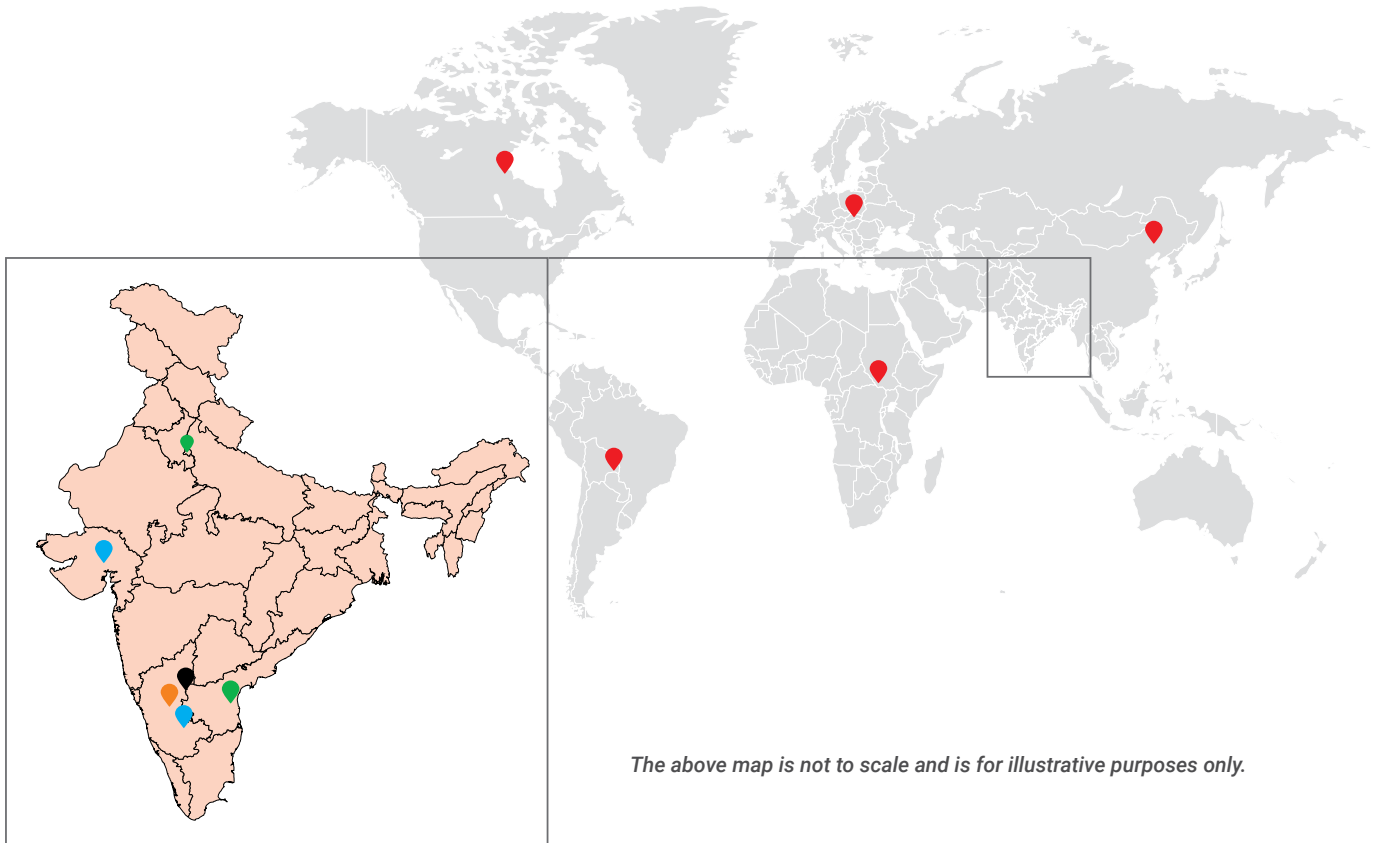 The above map is not to scale and is for illustrative purposes only.